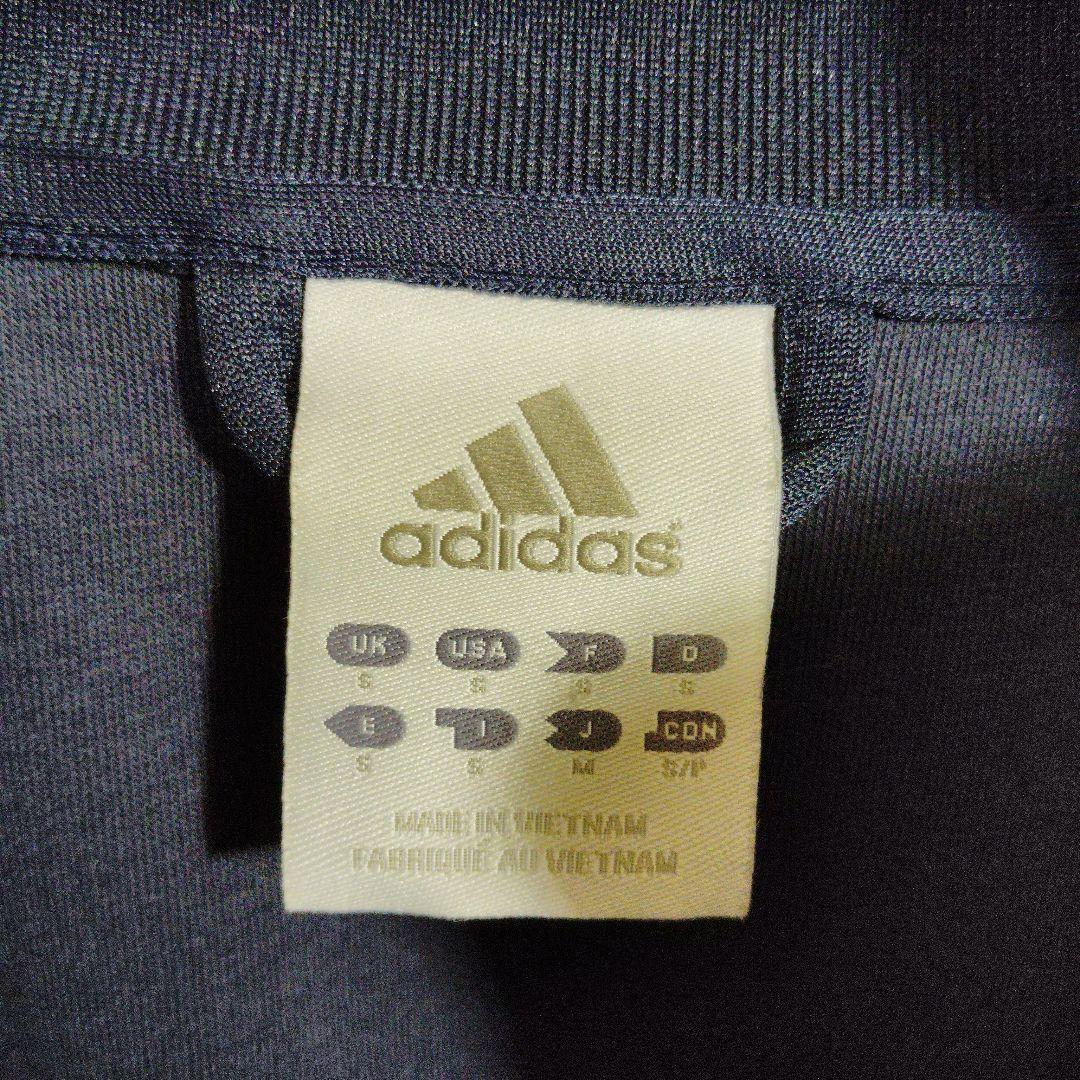 adidas®
UK USA F D
S S S S
E I J CDN
S S M S/P
MADE IN VIETNAM
FABRIQUÉ AU VIETNAM